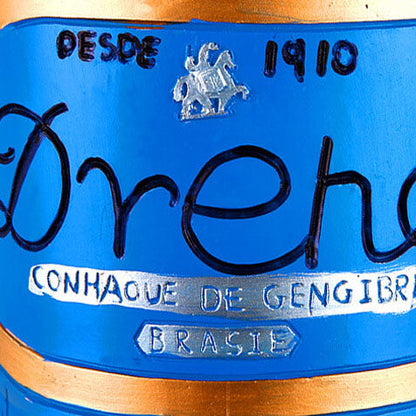 DESDE 1910
Dreher
CONHAQUE DE GENGIBRE
BRASIL